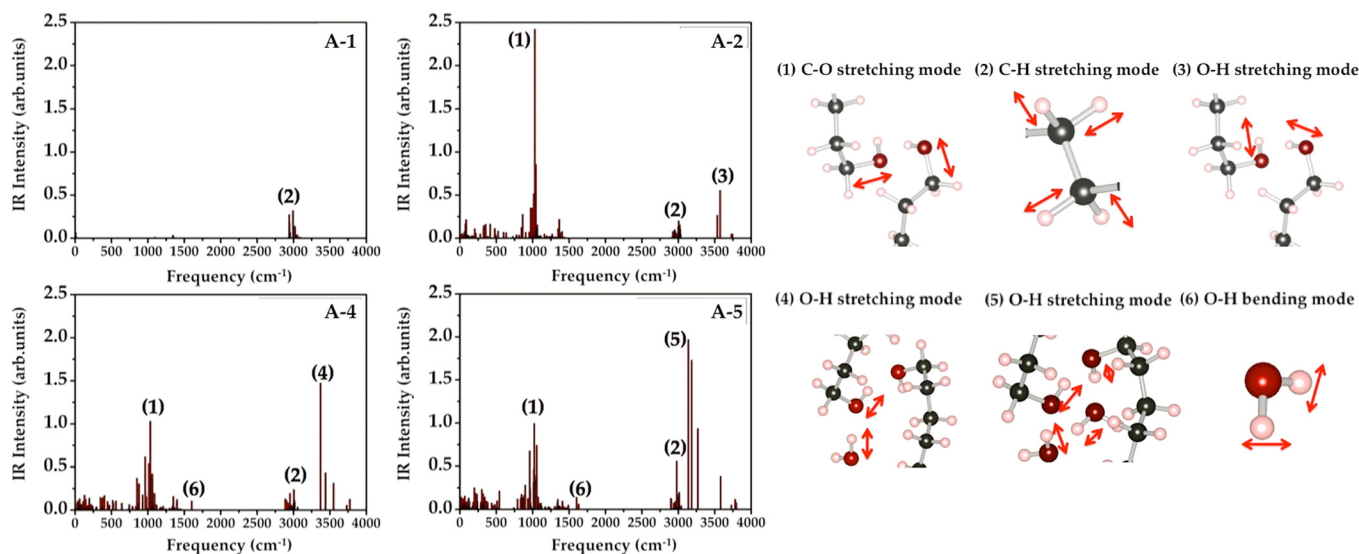 A-1
(2)
IR Intensity (arb.units)
2.5
2.0
1.5
1.0
0.5
0.0
0 500 1000 1500 2000 2500 3000 3500 4000
Frequency (cm-1)
A-2
(1)
(2)
(3)
IR Intensity (arb.units)
2.5
2.0
1.5
1.0
0.5
0.0
0 500 1000 1500 2000 2500 3000 3500 4000
Frequency (cm-1)
(1) C-O stretching mode
(2) C-H stretching mode
(3) O-H stretching mode
A-4
(1)
(6)
(2)
(4)
IR Intensity (arb.units)
2.5
2.0
1.5
1.0
0.5
0.0
0 500 1000 1500 2000 2500 3000 3500 4000
Frequency (cm-1)
A-5
(5)
(1)
(2)
(6)
IR Intensity (arb.units)
2.5
2.0
1.5
1.0
0.5
0.0
0 500 1000 1500 2000 2500 3000 3500 4000
Frequency (cm-1)
(4) O-H stretching mode
(5) O-H stretching mode
(6) O-H bending mode